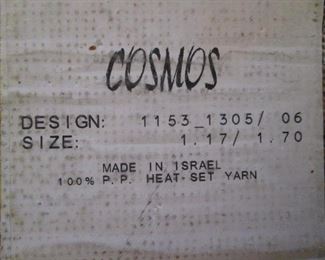 COSMOS
DESIGN: 1153_1305/ 06
SIZE: 1.17/ 1.70
MADE IN ISRAEL
100% P.P. HEAT-SET YARN